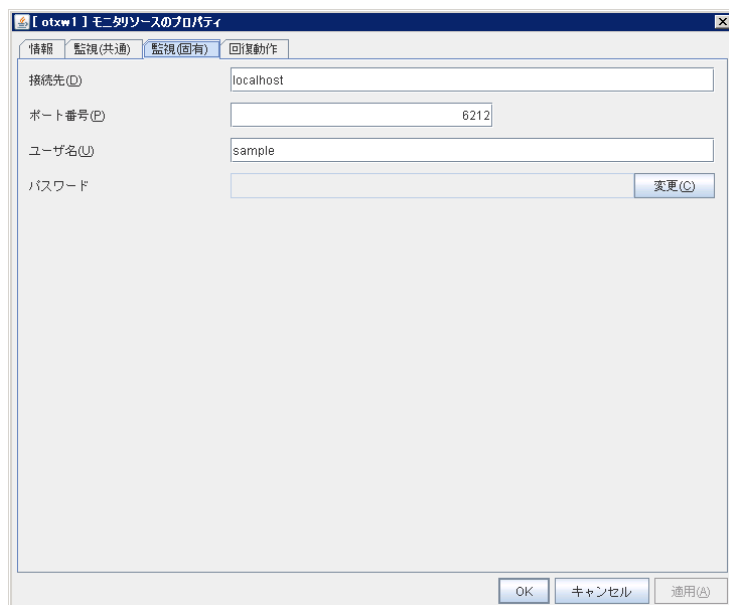 [ otxw1 ] モニタリソースのプロパティ
情報 監視(共通) 監視(固有) 回復動作
接続先(D) localhost
ポート番号(P) 6212
ユーザ名(U) sample
パスワード 変更(C)
OK キャンセル 適用(A)